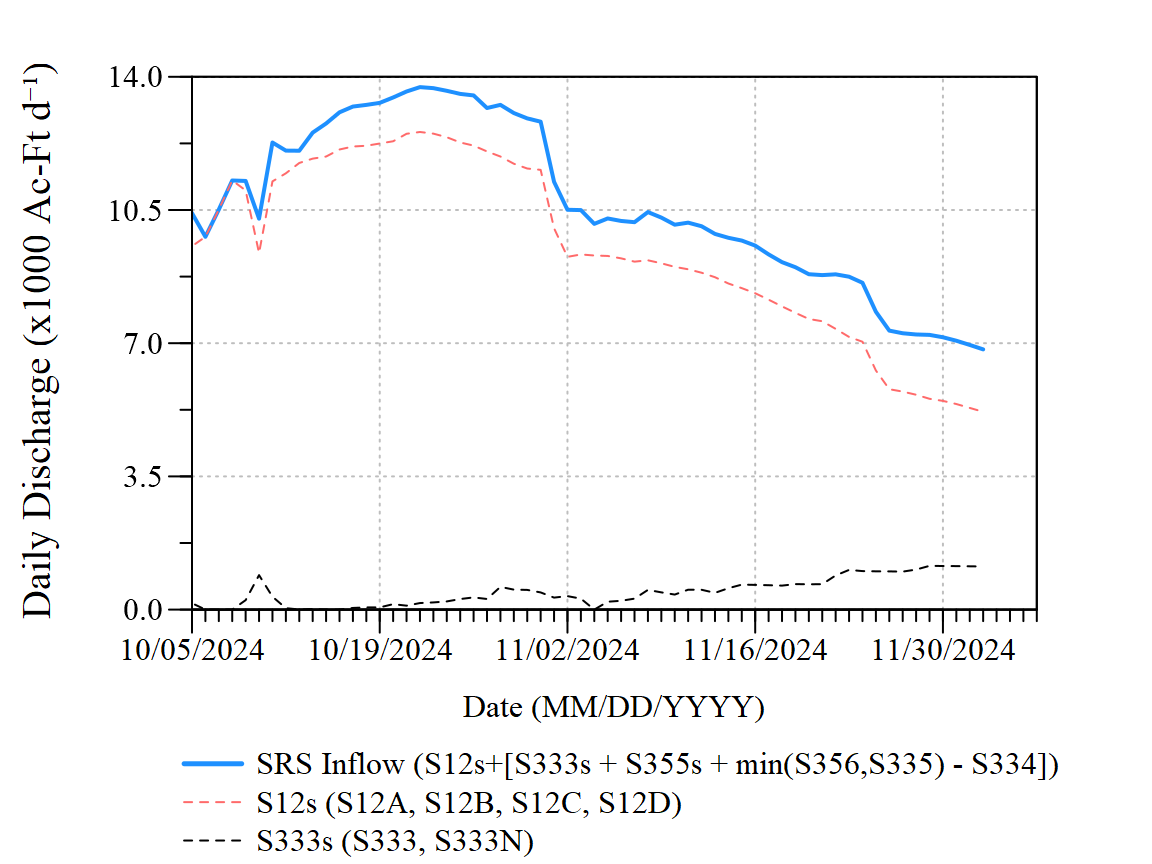 Daily Discharge (x1000 Ac-Ft d⁻¹)
14.0
10.5
7.0
3.5
0.0
10/05/2024 10/19/2024 11/02/2024 11/16/2024 11/30/2024
Date (MM/DD/YYYY)
SRS Inflow (S12s+[S333s + S355s + min(S356,S335) - S334])
S12s (S12A, S12B, S12C, S12D)
S333s (S333, S333N)